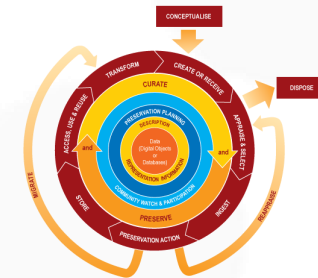 CONCEPTUALISE
DISPOSE
TRANSFORM
CREATE OR RECEIVE
APPRAISE & SELECT
INGEST
PRESERVATION ACTION
STORE
ACCESS, USE & REUSE
CURATE
and
and
PRESERVE
PRESERVATION PLANNING
COMMUNITY WATCH & PARTICIPATION
DESCRIPTION
REPRESENTATION INFORMATION
Data
(Digital Objects
or
Databases)
MIGRATE
REAPPRAISE